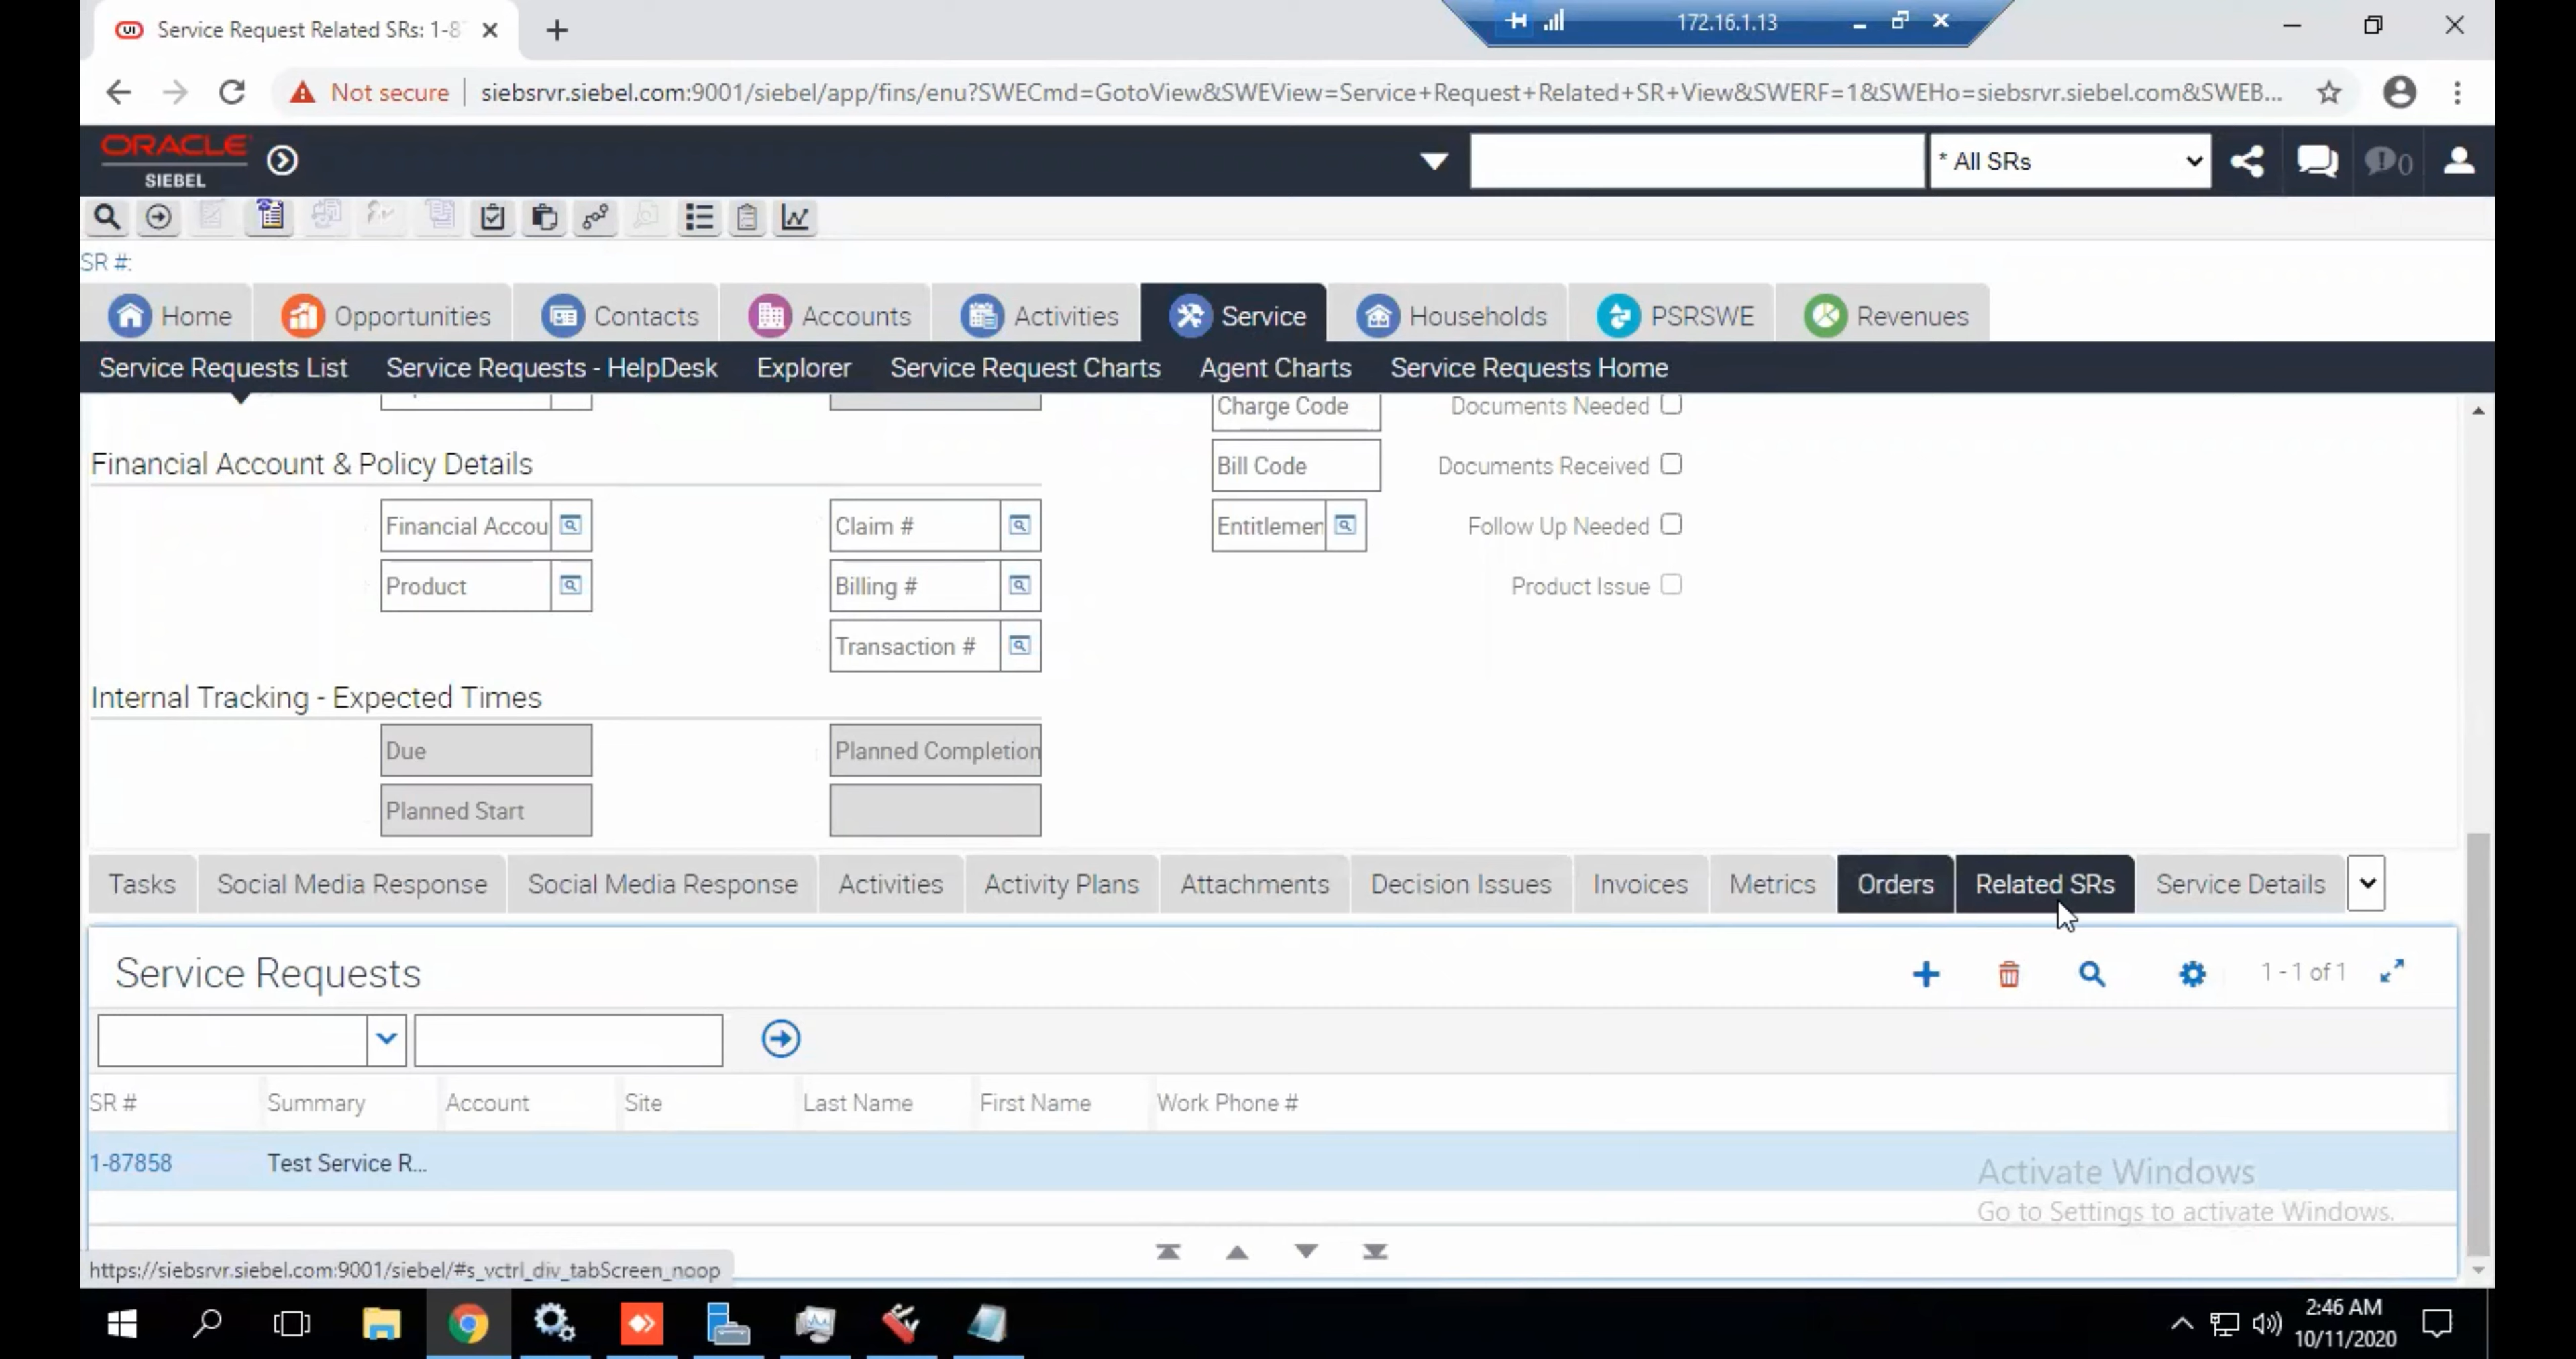 Service Request Related SRs: 1-8
172.16.1.13
Not secure
siebsrvr.siebel.com:9001/siebel/app/fins/enu?SWECmd=GotoView&SWEView=Service+Request+Related+SR+View&SWERF=1&SWEHo=siebsrvr.siebel.com&SWEB...
ORACLE
SIEBEL
* All SRs
0
SR #:
Home
Opportunities
Contacts
Accounts
Activities
Service
Households
PSRSWE
Revenues
Service Requests List
Service Requests - HelpDesk
Explorer
Service Request Charts
Agent Charts
Service Requests Home
Charge Code
Documents Needed
Financial Account & Policy Details
Bill Code
Documents Received
Financial Accou
Claim #
Entitlemen
Follow Up Needed
Product
Billing #
Product Issue
Transaction #
Internal Tracking - Expected Times
Due
Planned Completion
Planned Start
Tasks
Social Media Response
Social Media Response
Activities
Activity Plans
Attachments
Decision Issues
Invoices
Metrics
Orders
Related SRs
Service Details
Service Requests
1 - 1 of 1
SR #
Summary
Account
Site
Last Name
First Name
Work Phone #
1-87858
Test Service R...
Activate Windows
Go to Settings to activate Windows.
https://siebsrvr.siebel.com:9001/siebel/#s_vctrl_div_tabScreen_noop
2:46 AM
10/11/2020